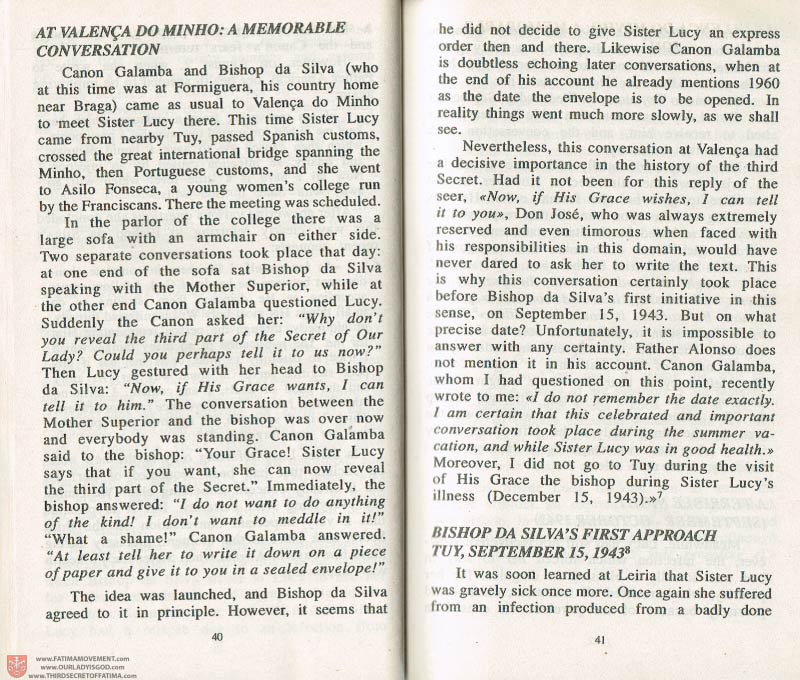 AT VALENÇA DO MINHO: A MEMORABLE
CONVERSATION
Canon Galamba and Bishop da Silva (who
at this time was at Formiguera, his country home
near Braga) came as usual to Valença do Minho
to meet Sister Lucy there. This time Sister Lucy
came from nearby Tuy, passed Spanish customs,
crossed the great international bridge spanning the
Minho, then Portuguese customs, and she went
to Asilo Fonseca, a young women's college run
by the Franciscans. There the meeting was scheduled.
In the parlor of the college there was a
large sofa with an armchair on either side.
Two separate conversations took place that day:
at one end of the sofa sat Bishop da Silva
speaking with the Mother Superior, while at
the other end Canon Galamba questioned Lucy.
Suddenly the Canon asked her: “Why don't
you reveal the third part of the Secret of Our
Lady? Could you perhaps tell it to us now?”
Then Lucy gestured with her head to Bishop
da Silva: “Now, if His Grace wants, I can
tell it to him.” The conversation between the
Mother Superior and the bishop was over now
and everybody was standing. Canon Galamba
said to the bishop: “Your Grace! Sister Lucy
says that if you want, she can now reveal
the third part of the Secret.” Immediately, the
bishop answered: “I do not want to do anything
of the kind! I don't want to meddle in it!”
“What a shame!” Canon Galamba answered.
“At least tell her to write it down on a piece
of paper and give it to you in a sealed envelope!”
The idea was launched, and Bishop da Silva
agreed to it in principle. However, it seems that
40
he did not decide to give Sister Lucy an express
order then and there. Likewise Canon Galamba
is doubtless echoing later conversations, when at
the end of his account he already mentions 1960
as the date the envelope is to be opened. In
reality things went much more slowly, as we shall
see.
Nevertheless, this conversation at Valença had
a decisive importance in the history of the third
Secret. Had it not been for this reply of the
seer, «Now, if His Grace wishes, I can tell
it to you», Don José, who was always extremely
reserved and even timorous when faced with
his responsibilities in this domain, would have
never dared to ask her to write the text. This
is why this conversation certainly took place
before Bishop da Silva's first initiative in this
sense, on September 15, 1943. But on what
precise date? Unfortunately, it is impossible to
answer with any certainty. Father Alonso does
not mention it in his account. Canon Galamba,
whom I had questioned on this point, recently
wrote to me: «I do not remember the date exactly.
I am certain that this celebrated and important
conversation took place during the summer va-
cation, and while Sister Lucy was in good health.»
Moreover, I did not go to Tuy during the visit
of His Grace the bishop during Sister Lucy's
illness (December 15, 1943).»⁷
BISHOP DA SILVA'S FIRST APPROACH
TUY, SEPTEMBER 15, 1943⁸
It was soon learned at Leiria that Sister Lucy
was gravely sick once more. Once again she suffered
from an infection produced from a badly done
41
www.FATIMAMOVEMENT.com
www.OURLADYISGOD.com
www.THIRDSECRETOFFATIMA.com